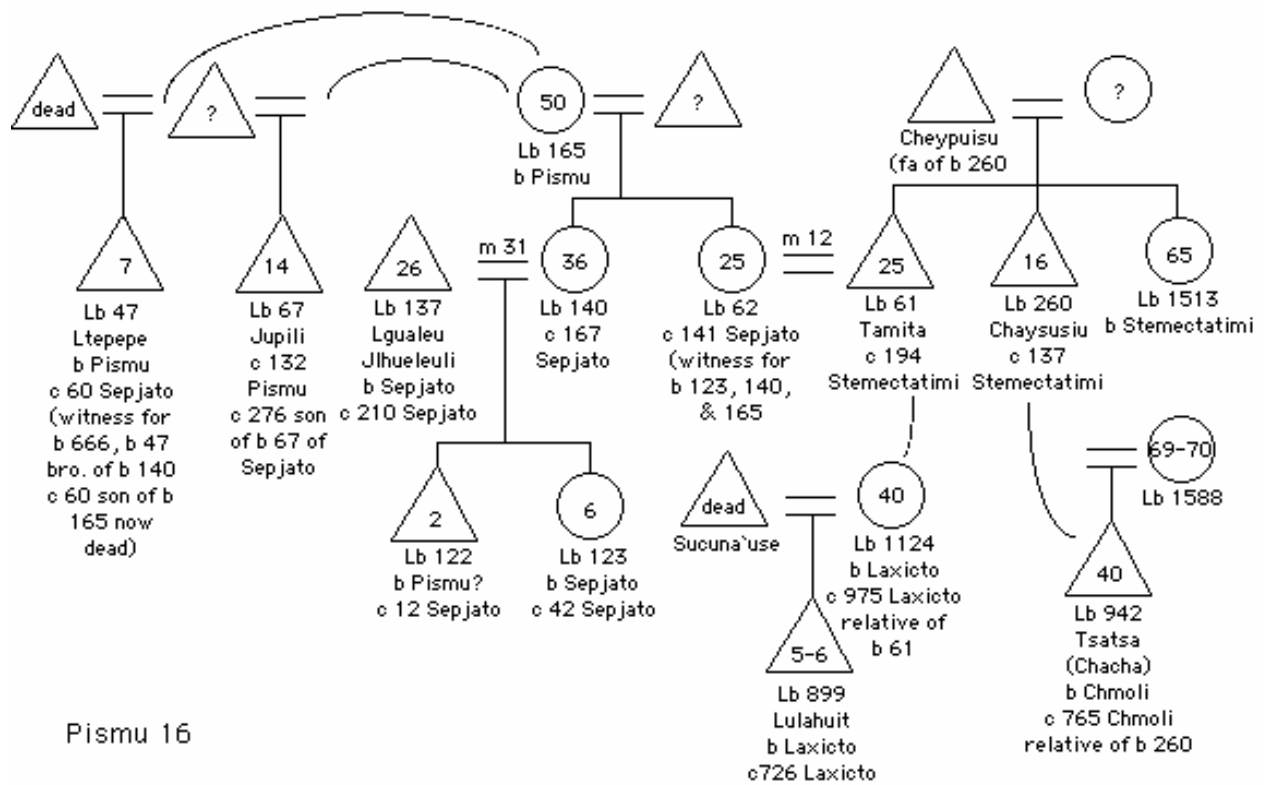 dead
?
50
?
?
Lb 165
b Pismu
Cheypuisu
(fa of b 260
7
Lb 47
Ltepepe
b Pismu
c 60 Sepjato
(witness for
b 666, b 47
bro. of b 140
c 60 son of b
165 now
dead)
14
Lb 67
Jupili
c 132
Pismu
c 276 son
of b 67 of
Sepjato
26
Lb 137
Lgualeu
Jlhueleuli
b Sepjato
c 210 Sepjato
m 31
36
Lb 140
c 167
Sepjato
25
Lb 62
c 141 Sepjato
(witness for
b 123, 140,
& 165
m 12
25
Lb 61
Tamita
c 194
Stemectatimi
16
Lb 260
Chaysusiu
c 137
Stemectatimi
65
Lb 1513
b Stemectatimi
2
Lb 122
b Pismu?
c 12 Sepjato
6
Lb 123
b Sepjato
c 42 Sepjato
dead
Sucuna`use
40
Lb 1124
b Laxicto
c 975 Laxicto
relative of
b 61
69-70
Lb 1588
5-6
Lb 899
Lulahuit
b Laxicto
c726 Laxicto
40
Lb 942
Tsatsa
(Chacha)
b Chmoli
c 765 Chmoli
relative of b 260
Pismu 16